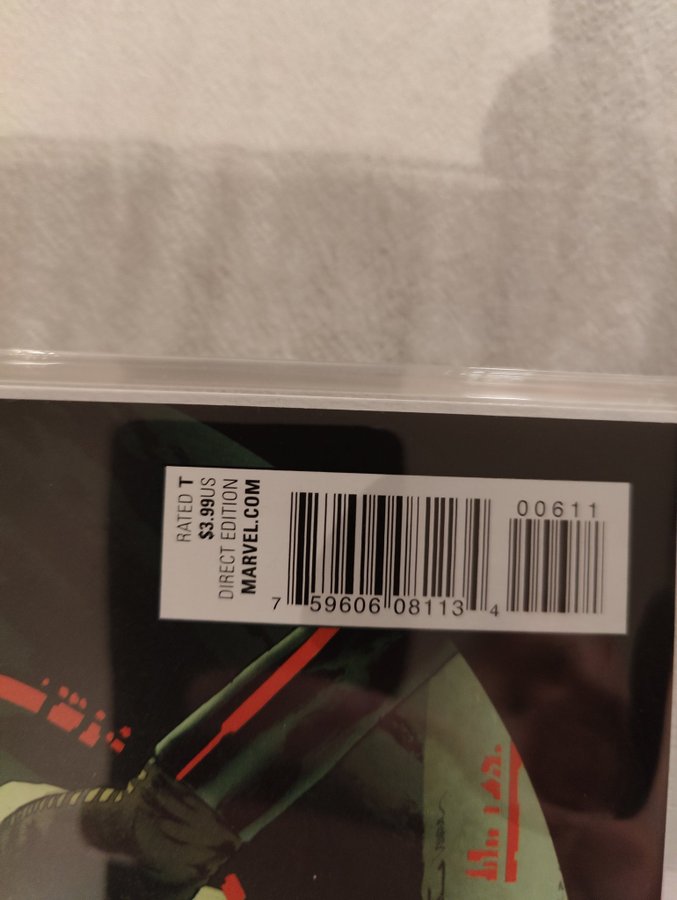 RATED T
$3.99US
DIRECT EDITION
MARVEL.COM
00611
7 59606 08113 4